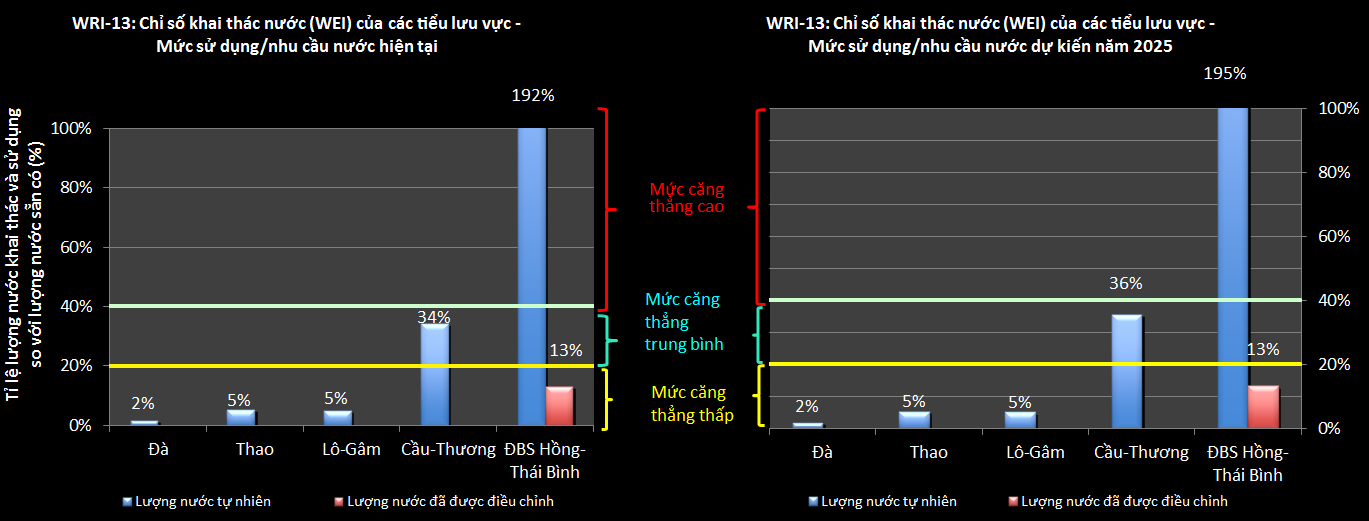 WRI-13: Chỉ số khai thác nước (WEI) của các tiểu lưu vực -
Mức sử dụng/nhu cầu nước hiện tại
Tỉ lệ lượng nước khai thác và sử dụng
so với lượng nước sẵn có (%)
192%
100%
80%
60%
40%
34%
20%
13%
5%
5%
2%
0%
Đà
Thao
Lô-Gâm
Cầu-Thương
ĐBS Hồng-
Thái Bình
Lượng nước tự nhiên
Lượng nước đã được điều chỉnh
Mức căng
thẳng cao
Mức căng
thẳng
trung bình
Mức căng
thẳng thấp
WRI-13: Chỉ số khai thác nước (WEI) của các tiểu lưu vực -
Mức sử dụng/nhu cầu nước dự kiến năm 2025
195%
100%
80%
60%
36%
40%
13%
20%
5%
5%
2%
0%
Đà
Thao
Lô-Gâm
Cầu-Thương
ĐBS Hồng-
Thái Bình
Lượng nước tự nhiên
Lượng nước đã được điều chỉnh